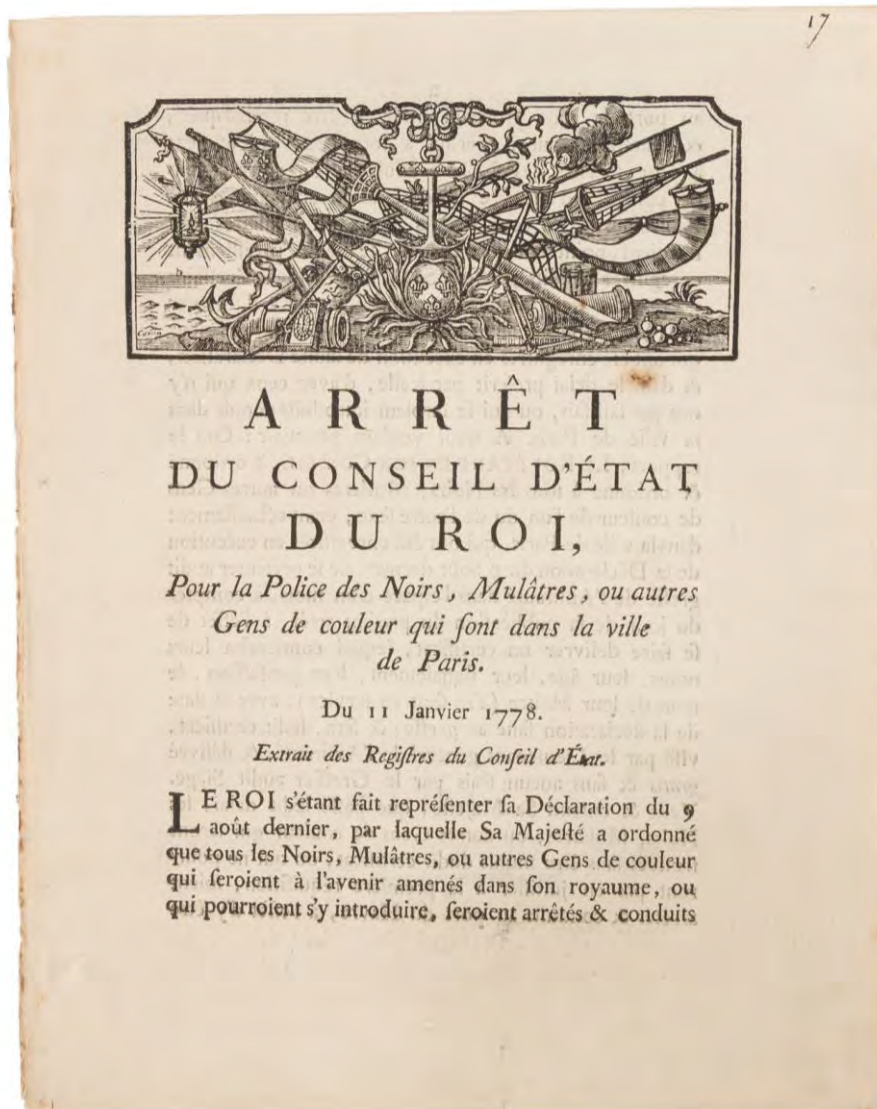 17
ARRÊT
DU CONSEIL D'ÉTAT
DU ROI,
Pour la Police des Noirs, Mulâtres, ou autres
Gens de couleur qui ſont dans la ville
de Paris.
Du 11 Janvier 1778.
Extrait des Regiſtres du Conſeil d'État.
LE ROI s'étant fait repréſenter ſa Déclaration du 9
août dernier, par laquelle Sa Majeſté a ordonné
que tous les Noirs, Mulâtres, ou autres Gens de couleur
qui ſeroient à l'avenir amenés dans ſon royaume, ou
qui pourroient s'y introduire, ſeroient arrêtés & conduits